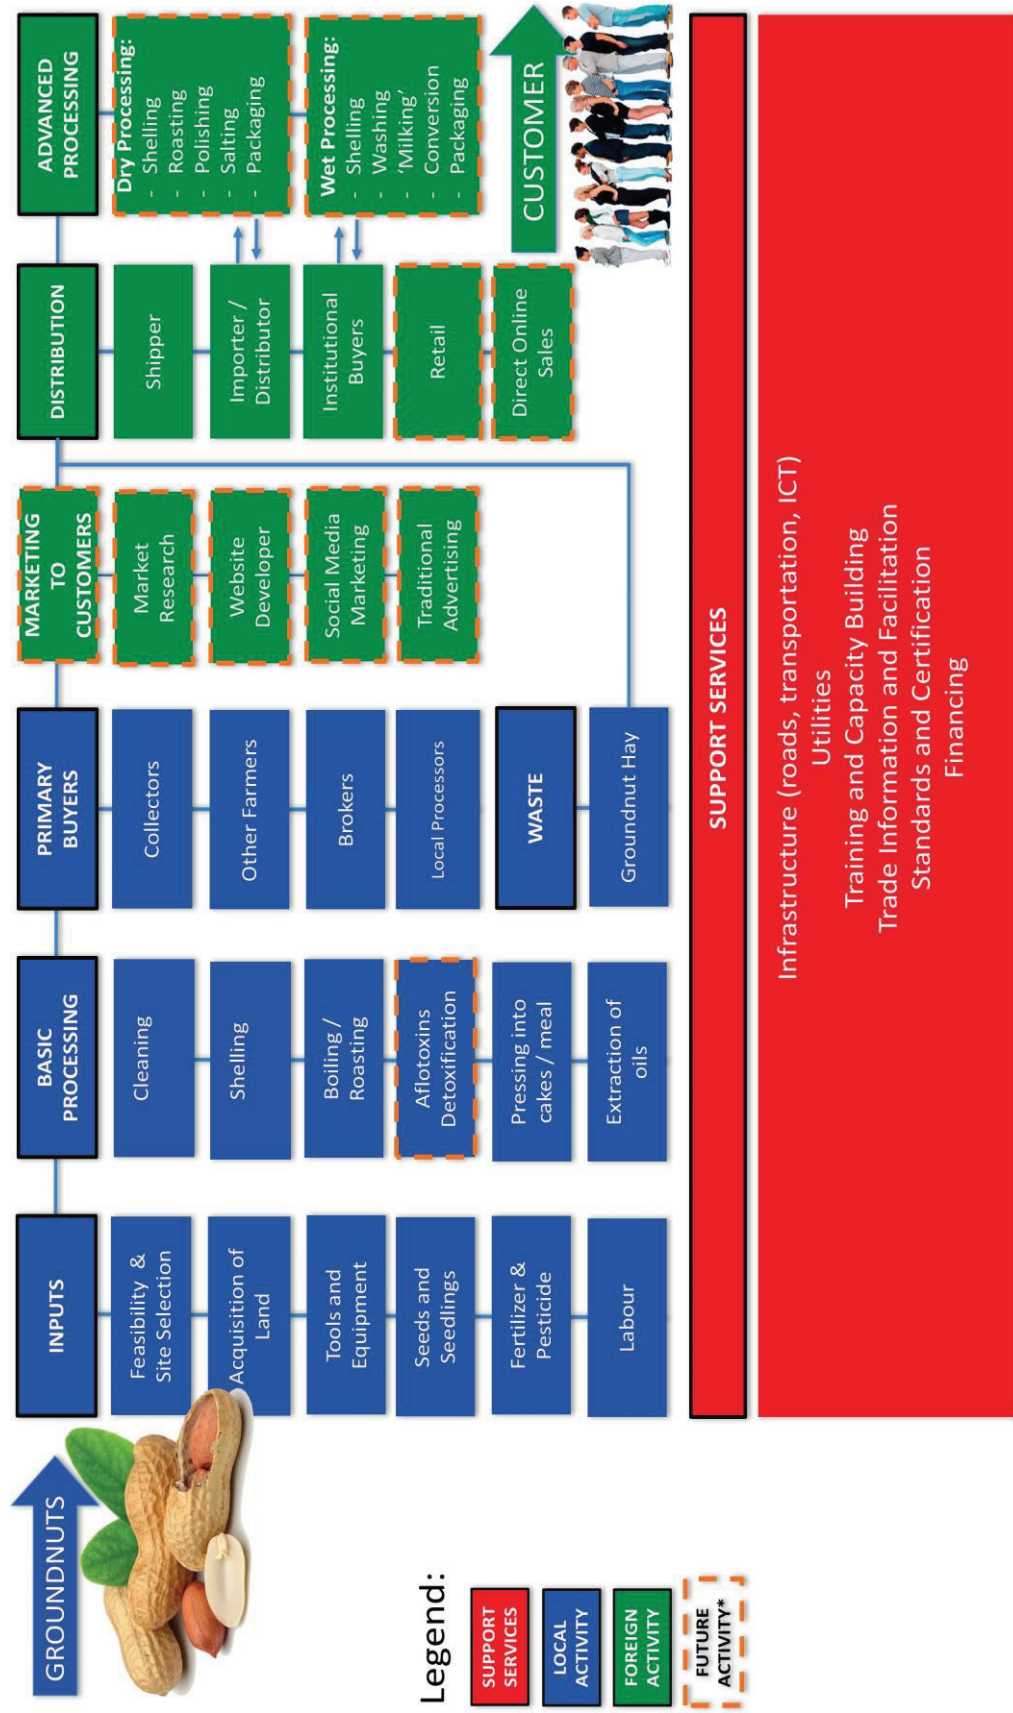 GROUNDNUTS
INPUTS
Feasibility &
Site Selection
Acquisition of
Land
Tools and
Equipment
Seeds and
Seedlings
Fertilizer &
Pesticide
Labour
BASIC
PROCESSING
Cleaning
Shelling
Boiling /
Roasting
Aflotoxins
Detoxification
Pressing into
cakes / meal
Extraction of
oils
PRIMARY
BUYERS
Collectors
Other Farmers
Brokers
Local Processors
WASTE
Groundnut Hay
MARKETING
TO
CUSTOMERS
Market
Research
Website
Developer
Social Media
Marketing
Traditional
Advertising
DISTRIBUTION
Shipper
Importer /
Distributor
Institutional
Buyers
Retail
Direct Online
Sales
ADVANCED
PROCESSING
Dry Processing:
- Shelling
- Roasting
- Polishing
- Salting
- Packaging
Wet Processing:
- Shelling
- Washing
- ‘Milking’
- Conversion
- Packaging
CUSTOMER
SUPPORT SERVICES
Infrastructure (roads, transportation, ICT)
Utilities
Training and Capacity Building
Trade Information and Facilitation
Standards and Certification
Financing
Legend:
SUPPORT
SERVICES
LOCAL
ACTIVITY
FOREIGN
ACTIVITY
FUTURE
ACTIVITY*